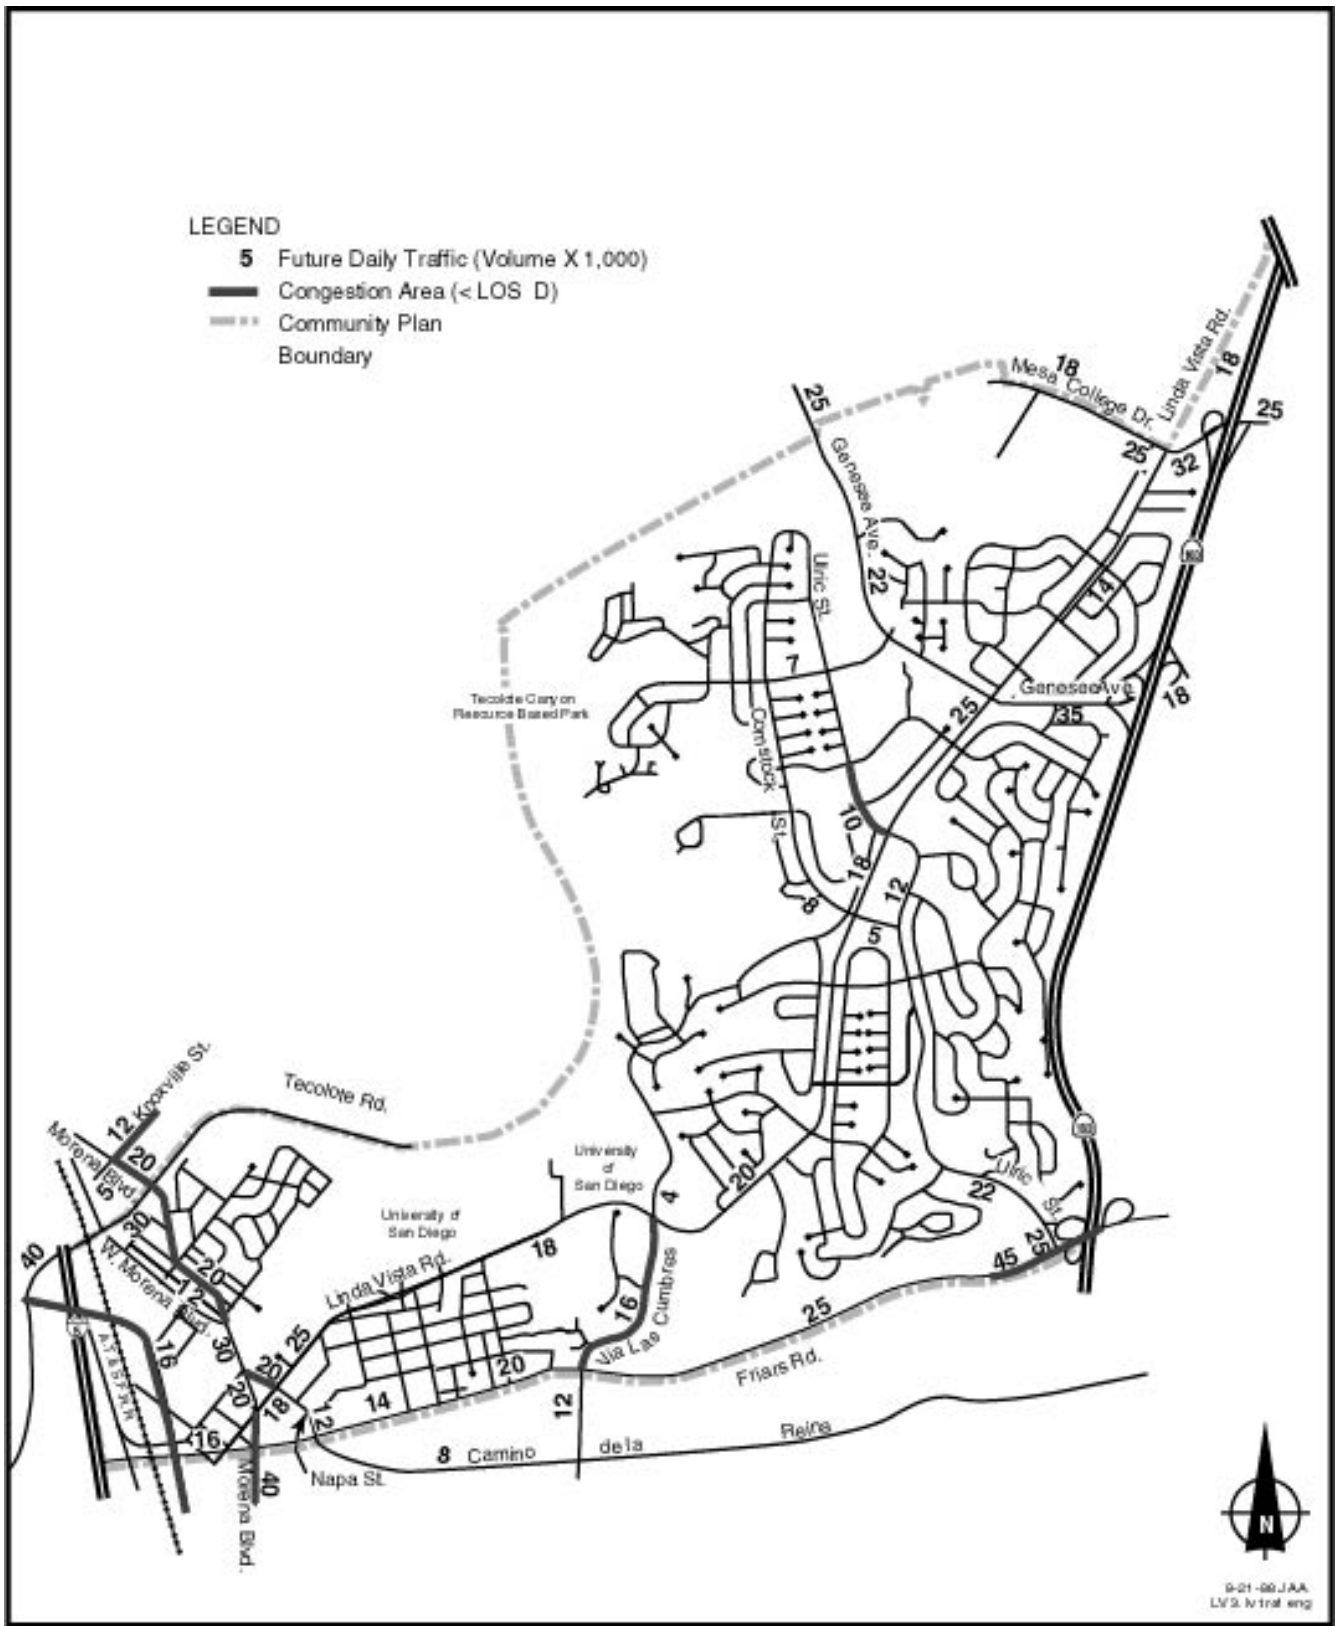 LEGEND
5 Future Daily Traffic (Volume X 1,000)
Congestion Area (< LOS D)
Community Plan
Boundary
Linda Vista Rd.
18
18
Mesa College Dr.
25
25
25
32
Genesee Ave.
22
Ulric St.
14
7
Genesee Ave.
18
Tecolote Canyon
Resource Based Park
25
35
Comstock
St.
10
18
12
8
5
Knoxville St.
12
Tecolote Rd.
Morena Blvd.
20
5
University
of
San Diego
20
4
Ulric St.
22
University of
San Diego
30
40
W. Morena Blvd.
20
12
18
25
45
Linda Vista Rd.
16
Via Las Cumbres
25
5
A.T.& S.F. R.R.
16
30
25
20
20
20
Friars Rd.
14
18
12
12
16
8 Camino de la Reina
Napa St.
40
Morena Blvd.
N